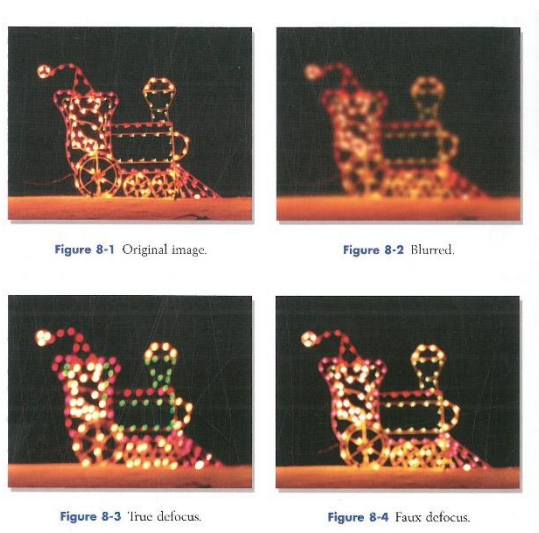 Figure 8-1 Original image.
Figure 8-2 Blurred.
Figure 8-3 True defocus.
Figure 8-4 Faux defocus.